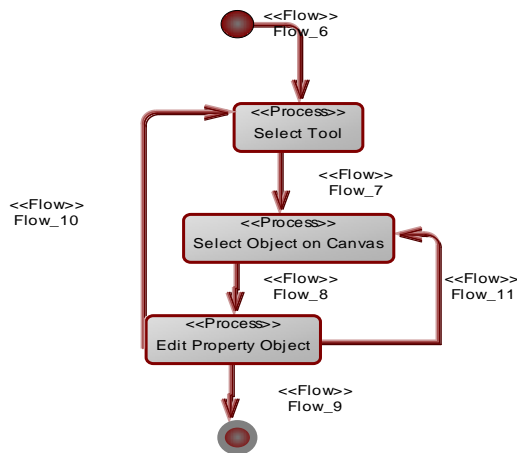 <<Flow>>
Flow_6
<<Process>>
Select Tool
<<Flow>>
Flow_7
<<Flow>>
Flow_10
<<Process>>
Select Object on Canvas
<<Flow>>
Flow_8
<<Flow>>
Flow_11
<<Process>>
Edit Property Object
<<Flow>>
Flow_9